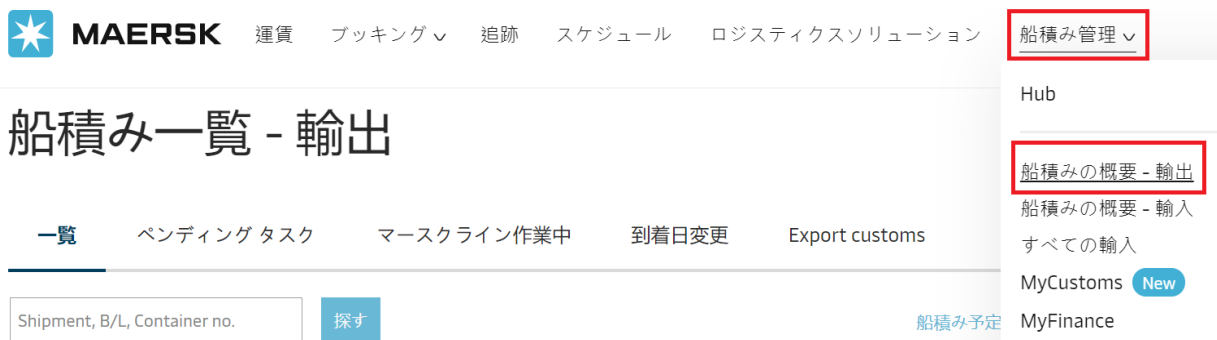 MAERSK 運賃 ブッキング 追跡 スケジュール ロジスティクスソリューション 船積み管理
Hub
船積み一覧 - 輸出
船積みの概要 - 輸出
船積みの概要 - 輸入
すべての輸入
一覧 ペンディング タスク マースクライン作業中 到着日変更 Export customs
MyCustoms New
Shipment, B/L, Container no. 探す 船積み予定
MyFinance